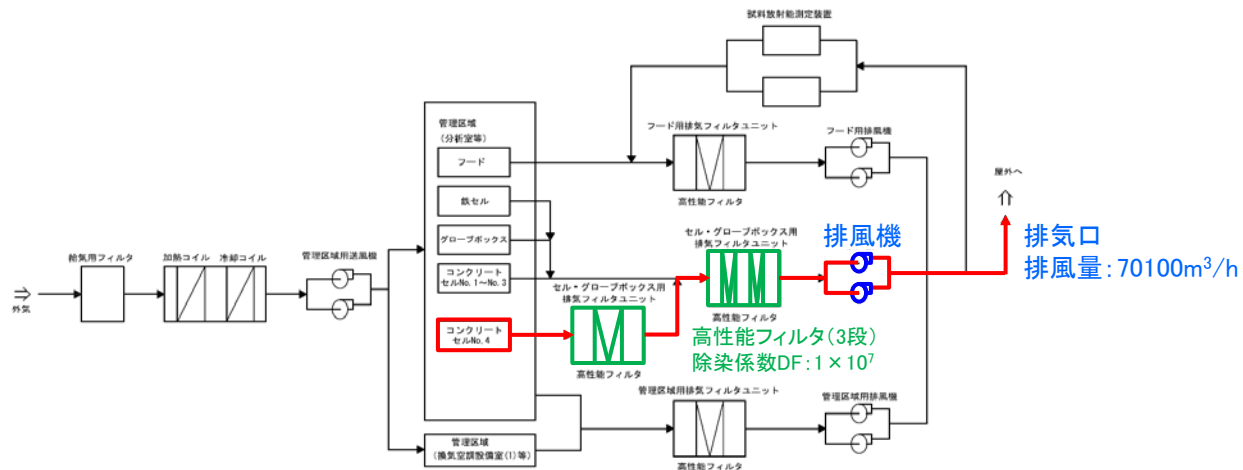 試料放射能測定装置
管理区域
(分析室等)
フード
鉄セル
グローブボックス
コンクリート
セルNo.1～No.3
コンクリート
セルNo.4
管理区域
(換気空調設備室(1)等)
外気
給気用フィルタ
加熱コイル 冷却コイル
管理区域用送風機
フード用排気フィルタユニット
高性能フィルタ
フード用排風機
セル・グローブボックス用
排気フィルタユニット
高性能フィルタ
セル・グローブボックス用
排気フィルタユニット
高性能フィルタ
高性能フィルタ(3段)
除染係数DF:1×10⁷
排風機
管理区域用排気フィルタユニット
高性能フィルタ
管理区域用排風機
屋外へ
排気口
排風量:70100m³/h